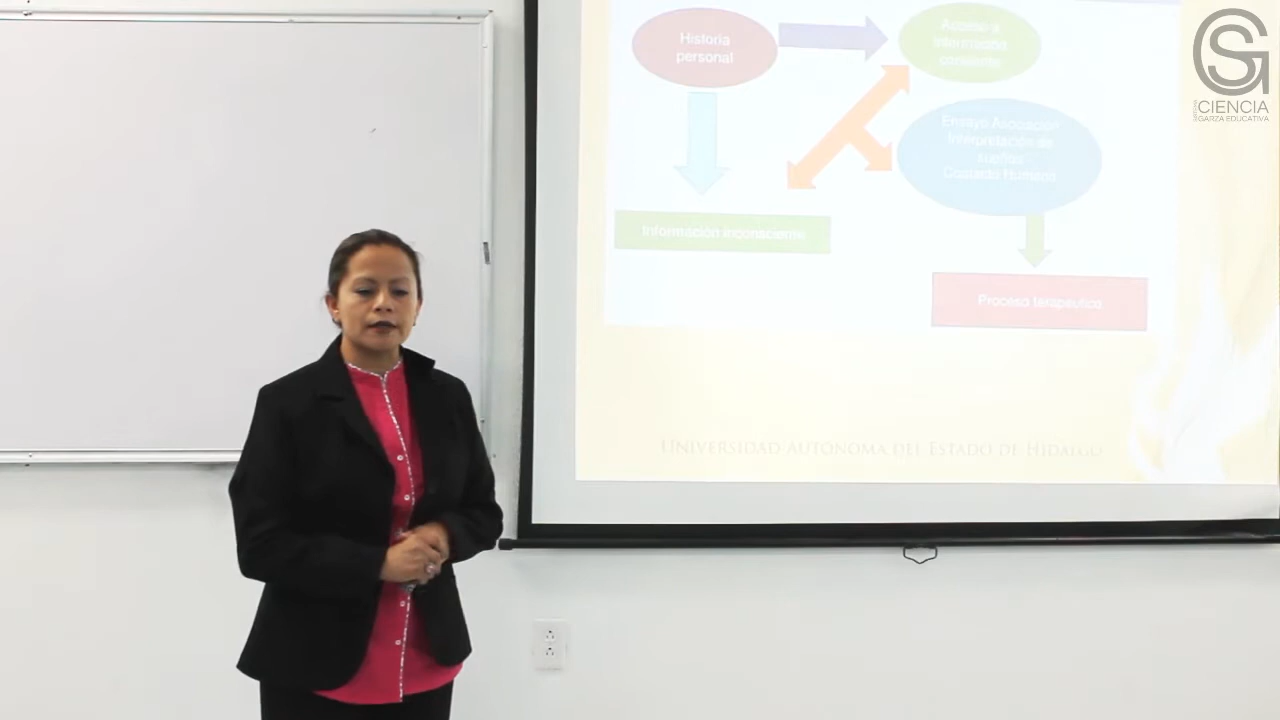 Historia
personal
Acceso a
información
consiente
Ensayo Asociación
Interpretación de
sueños
Contacto Humano
Información inconsciente
Proceso terapeutico
UNIVERSIDAD AUTÓNOMA DEL ESTADO DE HIDALGO
CIENCIA
GARZA EDUCATIVA